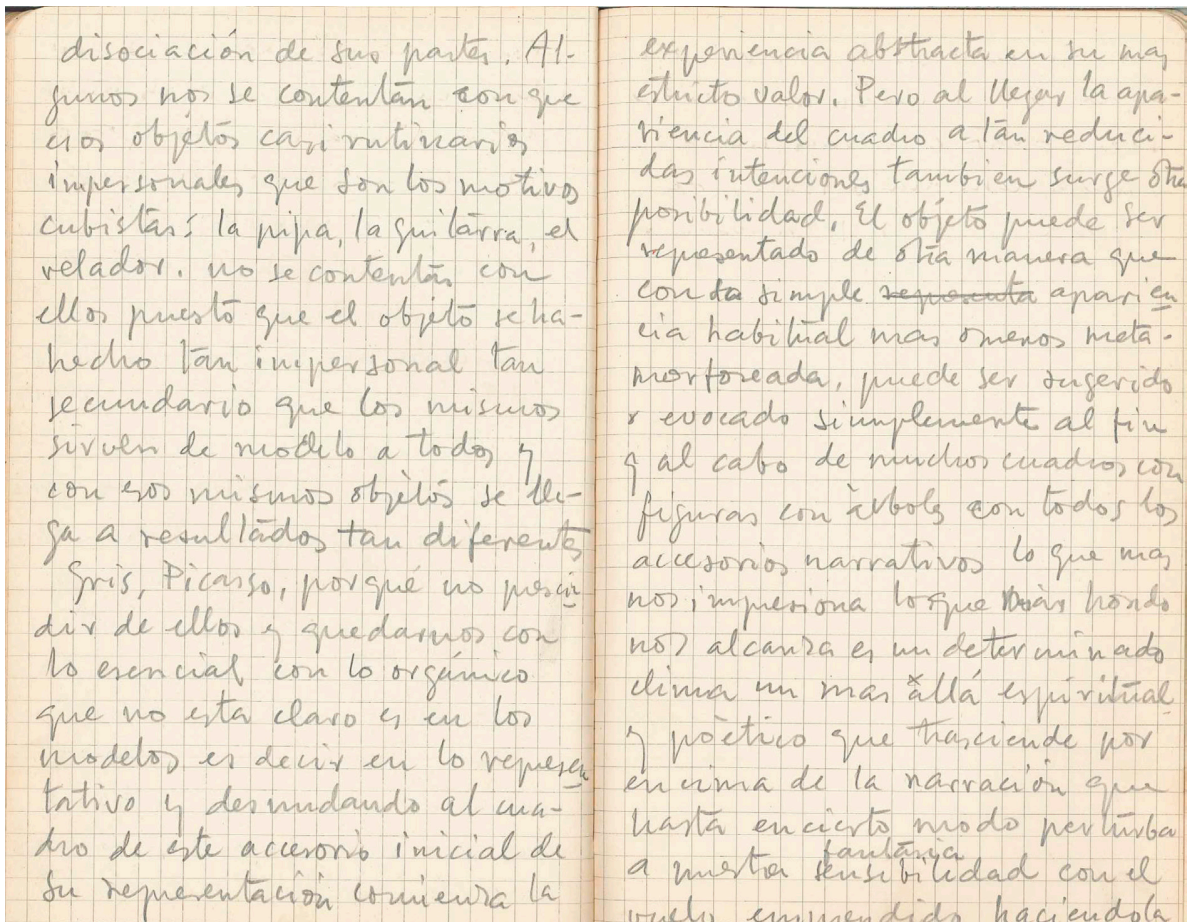 disociación de sus partes. Al-
gunos nos se contentan con que
esos objetos casi rutinarios
impersonales que son los motivos
cubistas: la pipa, la guitarra, el
velador. no se contentan con
ellos puesto que el objeto se ha-
hecho tan impersonal tan
secundario que los mismos
sirven de modelo a todos y
con esos mismos objetos se lle-
ga a resultados tan diferentes
Gris, Picasso, porqué no prescin
dir de ellos y quedarnos con
lo esencial con lo orgánico
que no esta claro es en los
modelos es decir en lo represen
tativo y desnudando al cua-
dro de este accesorio inicial de
su representación comienza la
experiencia abstracta en su mas
estricto valor. Pero al llegar la apa-
riencia del cuadro a tan reduci-
das intenciones tambien surge otra
posibilidad. El objeto puede ser
representado de otra manera que
con la simple representa aparien
cia habitual mas o menos meta-
morfoseada, puede ser sugerido
y evocado simplemente al fin
y al cabo de muchos cuadros con
figuras con àrboles con todos los
accesorios narrativos lo que mas
nos impresiona lo que màs hondo
nos alcanza es un determinado
clima un mas allá espiritual
y poètico que trasciende por
encima de la narración que
hasta en cierto modo perturba
fantasia
a nuestra sensibilidad con el
vuelo emprendido haciendola